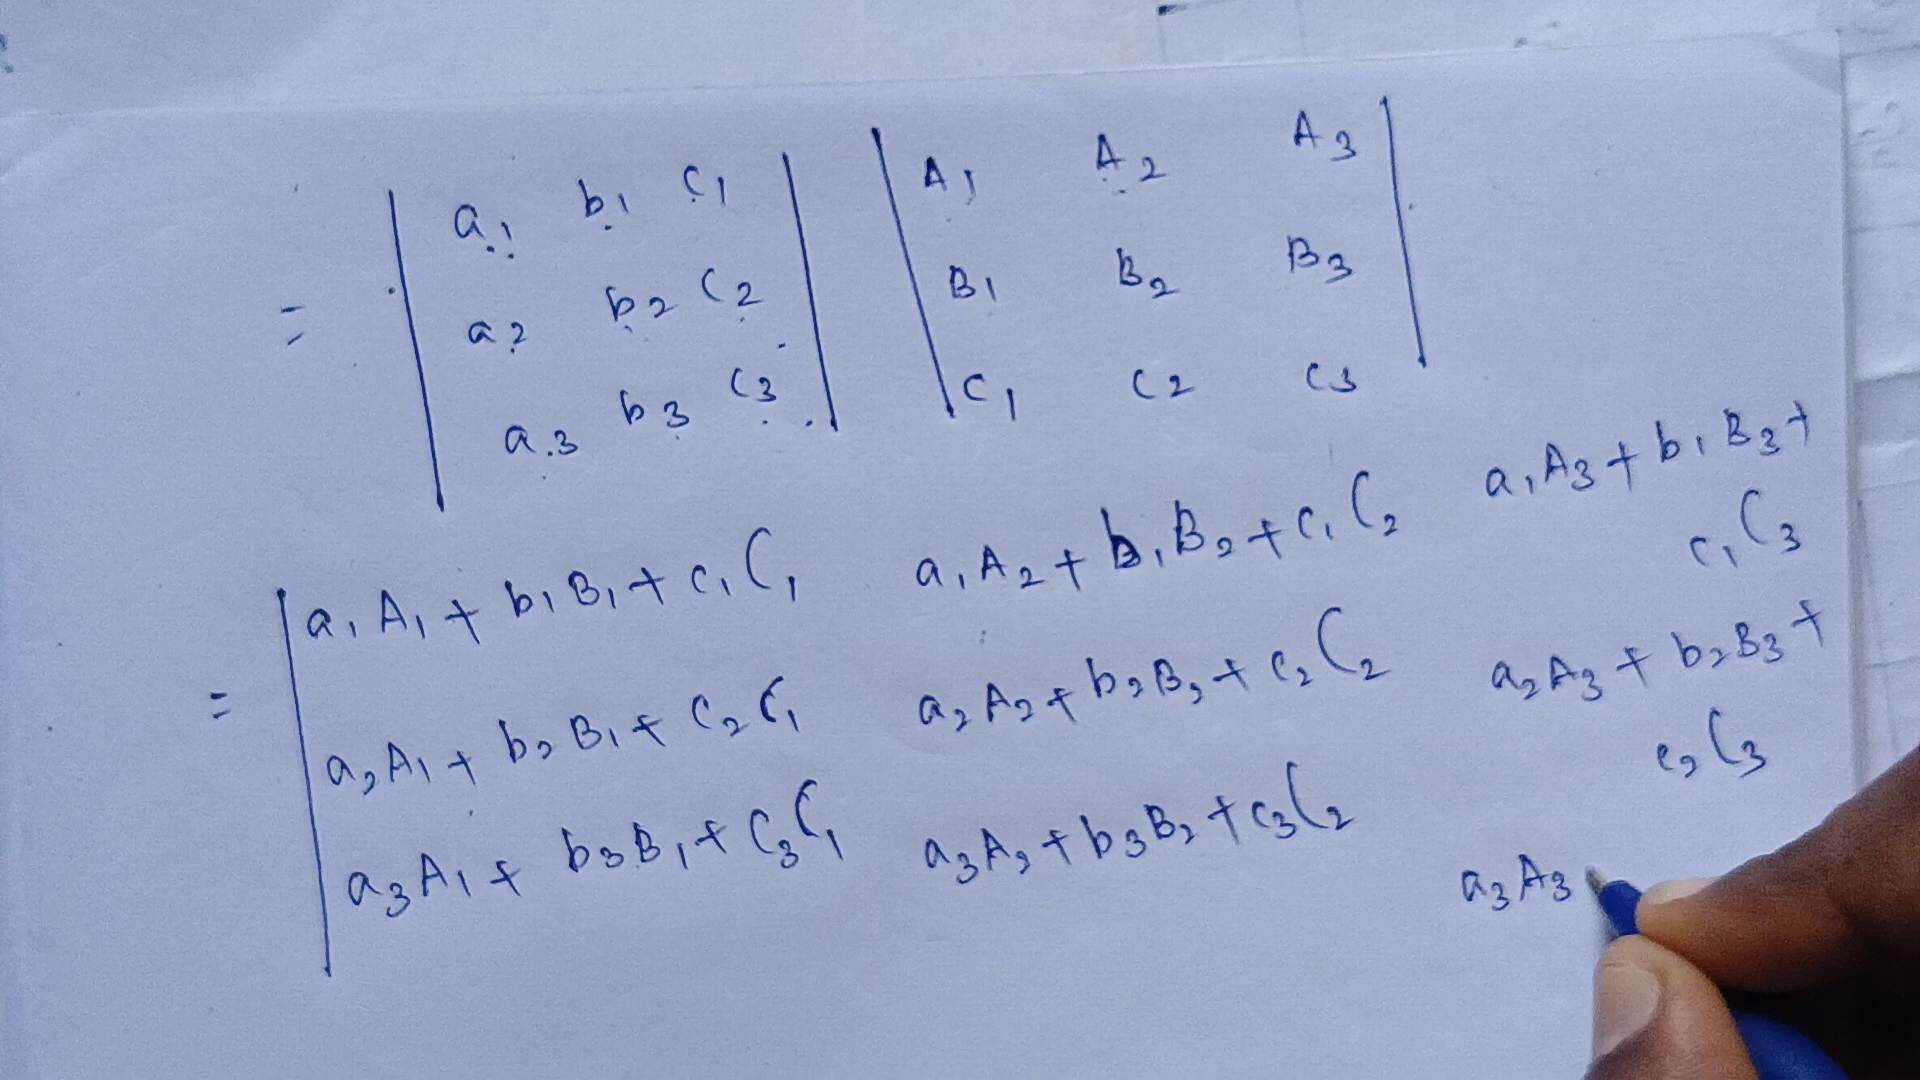 = | a1 b1 c1 | | A1 A2 A3 |
a2 b2 c2 B1 B2 B3
a3 b3 c3 C1 C2 C3
= | a1A1 + b1B1 + c1C1 a1A2 + b1B2 + c1C2 a1A3 + b1B3 +
c1C3
a2A1 + b2B1 + c2C1 a2A2 + b2B2 + c2C2 a2A3 + b2B3 +
c2C3
a3A1 + b3B1 + c3C1 a3A2 + b3B2 + c3C2 a3A3